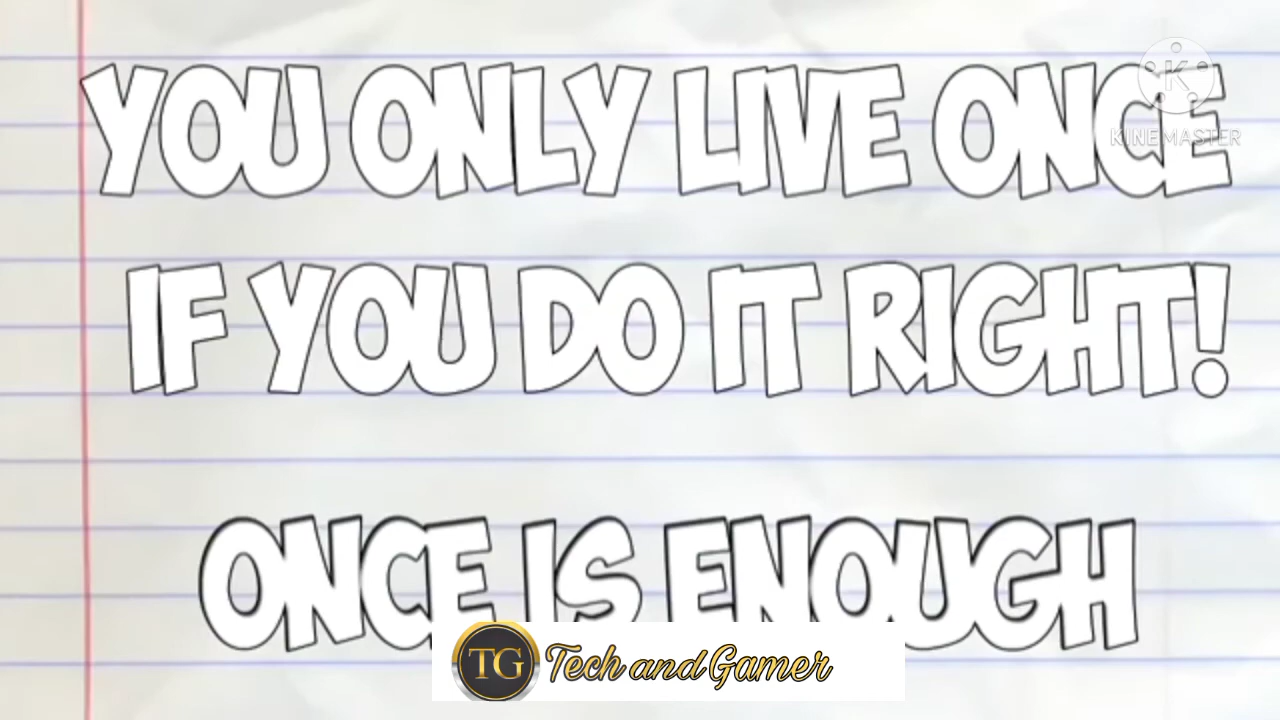 YOU ONLY LIVE ONCE
KINEMASTER
IF YOU DO IT RIGHT!
ONCE IS ENOUGH
TG Tech and Gamer